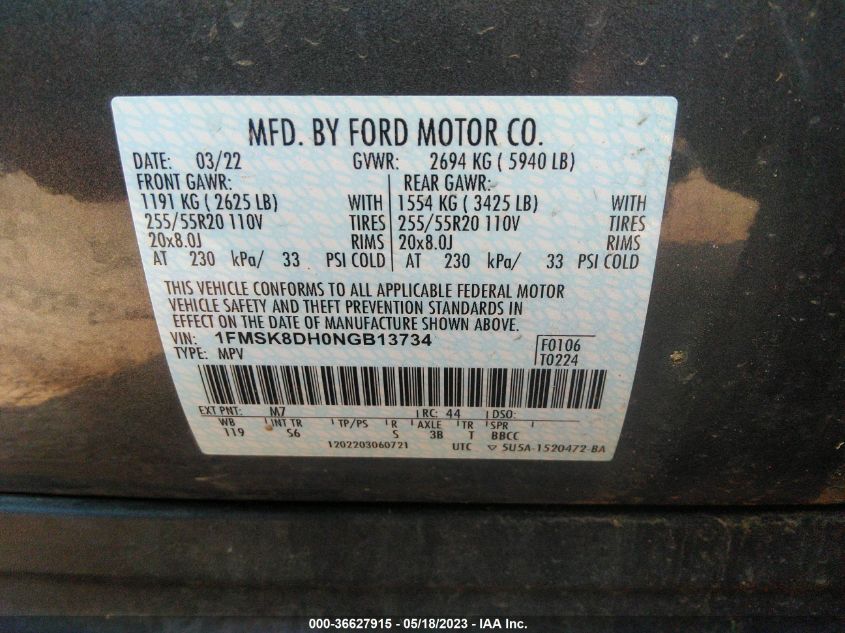 MFD. BY FORD MOTOR CO.
DATE: 03/22 GVWR: 2694 KG ( 5940 LB)
FRONT GAWR: REAR GAWR:
1191 KG ( 2625 LB) WITH 1554 KG ( 3425 LB) WITH
255/55R20 110V TIRES 255/55R20 110V TIRES
20x8.0J RIMS 20x8.0J RIMS
AT 230 kPa/ 33 PSI COLD AT 230 kPa/ 33 PSI COLD
THIS VEHICLE CONFORMS TO ALL APPLICABLE FEDERAL MOTOR
VEHICLE SAFETY AND THEFT PREVENTION STANDARDS IN
EFFECT ON THE DATE OF MANUFACTURE SHOWN ABOVE.
VIN: 1FMSK8DH0NGB13734 F0106
TYPE: MPV T0224
EXT PNT: M7 RC: 44 DSO:
WB INT TR TP/PS R AXLE TR SPR
119 S6 S 3B T BBCC
1202203060721 UTC ▽ 5U5A-1520472-BA
000-36627915 - 05/18/2023 - IAA Inc.